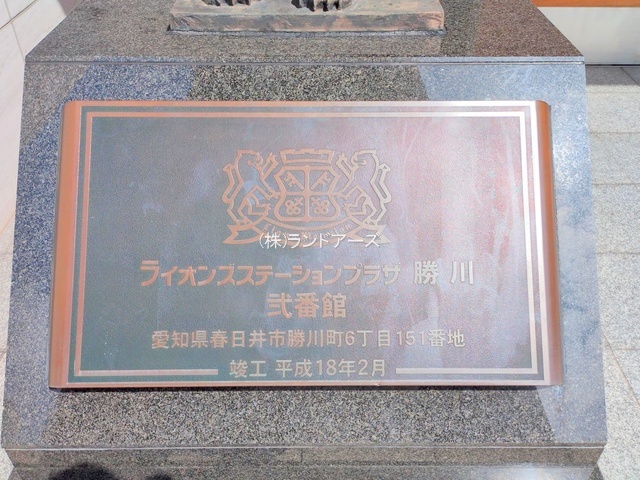 (株)ランドアーズ
ライオンズステーションプラザ 勝川
弐番館
愛知県春日井市勝川町6丁目151番地
竣工 平成18年2月